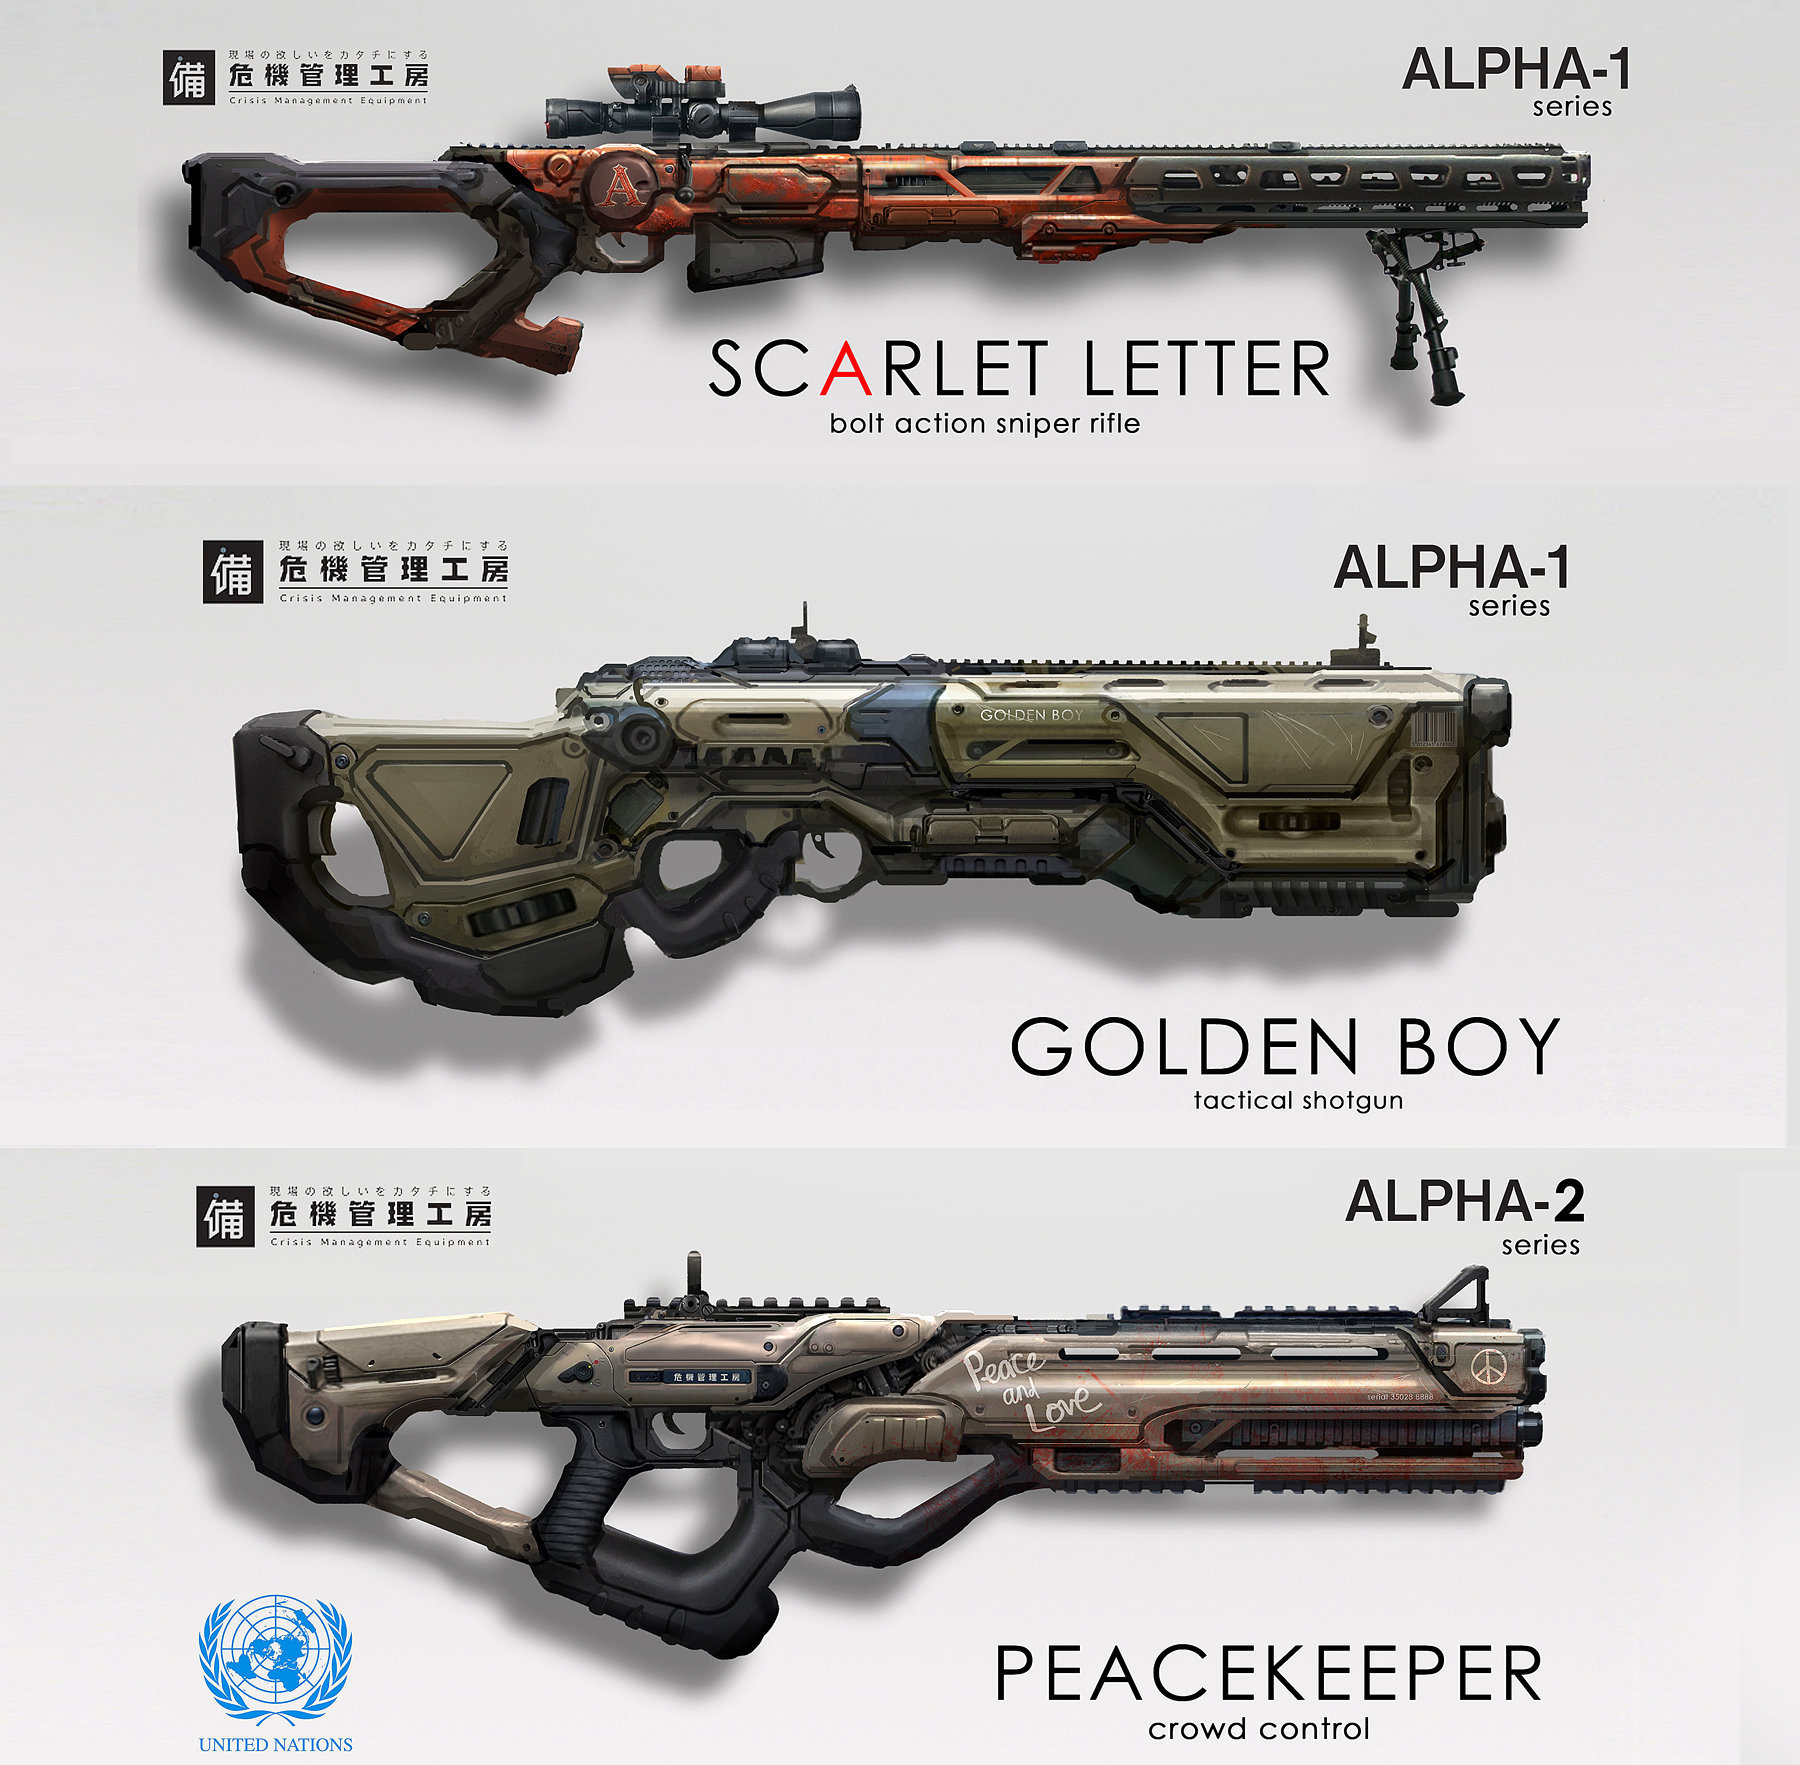 備
現場の欲しいをカタチにする
危機管理工房
Crisis Management Equipment
ALPHA-1
series
A
SCARLET LETTER
bolt action sniper rifle
備
現場の欲しいをカタチにする
危機管理工房
Crisis Management Equipment
ALPHA-1
series
GOLDEN BOY
GOLDEN BOY
tactical shotgun
備
現場の欲しいをカタチにする
危機管理工房
Crisis Management Equipment
ALPHA-2
series
危機管理工房
Peace
and
Love
serial 35028 8888
UNITED NATIONS
PEACEKEEPER
crowd control